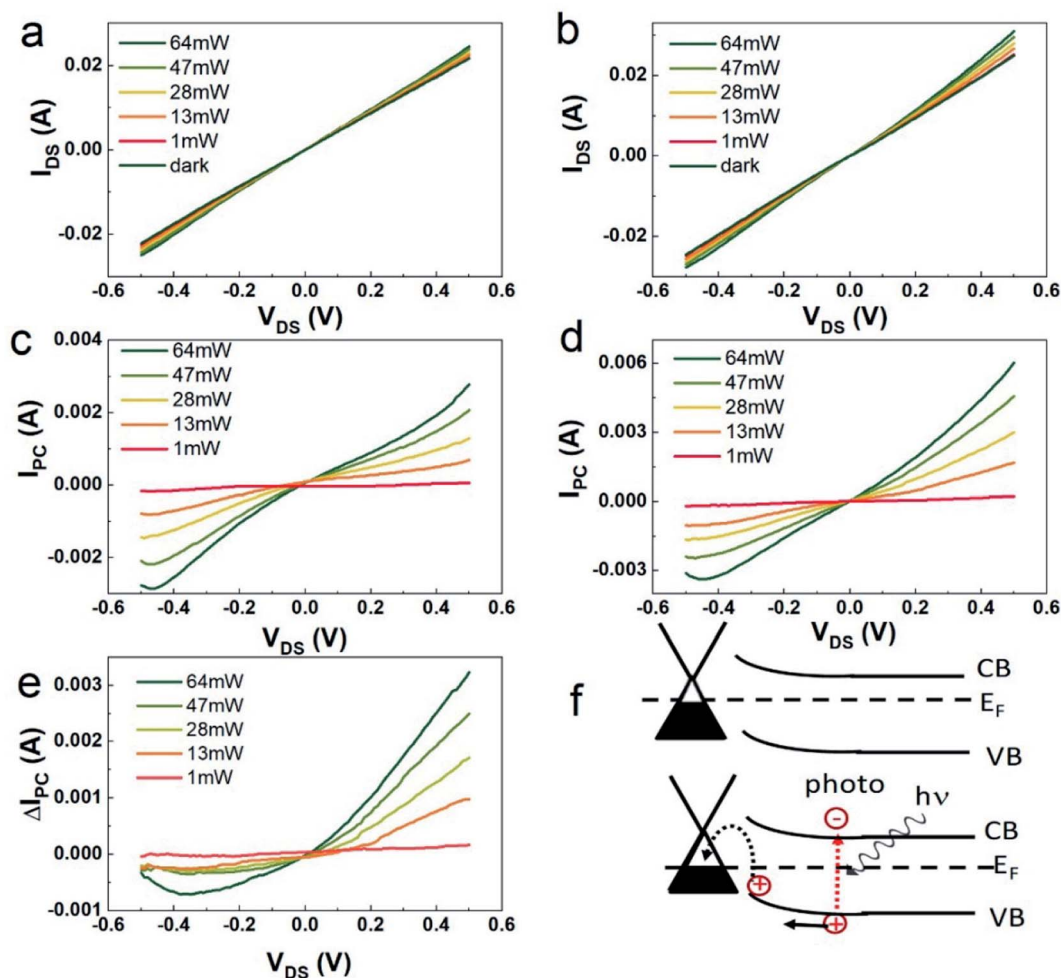 a
64mW
47mW
28mW
13mW
1mW
dark
0.02
0.00
-0.02
I_DS (A)
-0.6 -0.4 -0.2 0.0 0.2 0.4 0.6
V_DS (V)
b
64mW
47mW
28mW
13mW
1mW
dark
0.02
0.00
-0.02
I_DS (A)
-0.6 -0.4 -0.2 0.0 0.2 0.4 0.6
V_DS (V)
c
64mW
47mW
28mW
13mW
1mW
0.004
0.002
0.000
-0.002
I_PC (A)
-0.6 -0.4 -0.2 0.0 0.2 0.4 0.6
V_DS (V)
d
64mW
47mW
28mW
13mW
1mW
0.006
0.003
0.000
-0.003
I_PC (A)
-0.6 -0.4 -0.2 0.0 0.2 0.4 0.6
V_DS (V)
e
64mW
47mW
28mW
13mW
1mW
0.003
0.002
0.001
0.000
-0.001
ΔI_PC (A)
-0.6 -0.4 -0.2 0.0 0.2 0.4 0.6
V_DS (V)
f
CB
E_F
VB
photo
hν
CB
E_F
VB